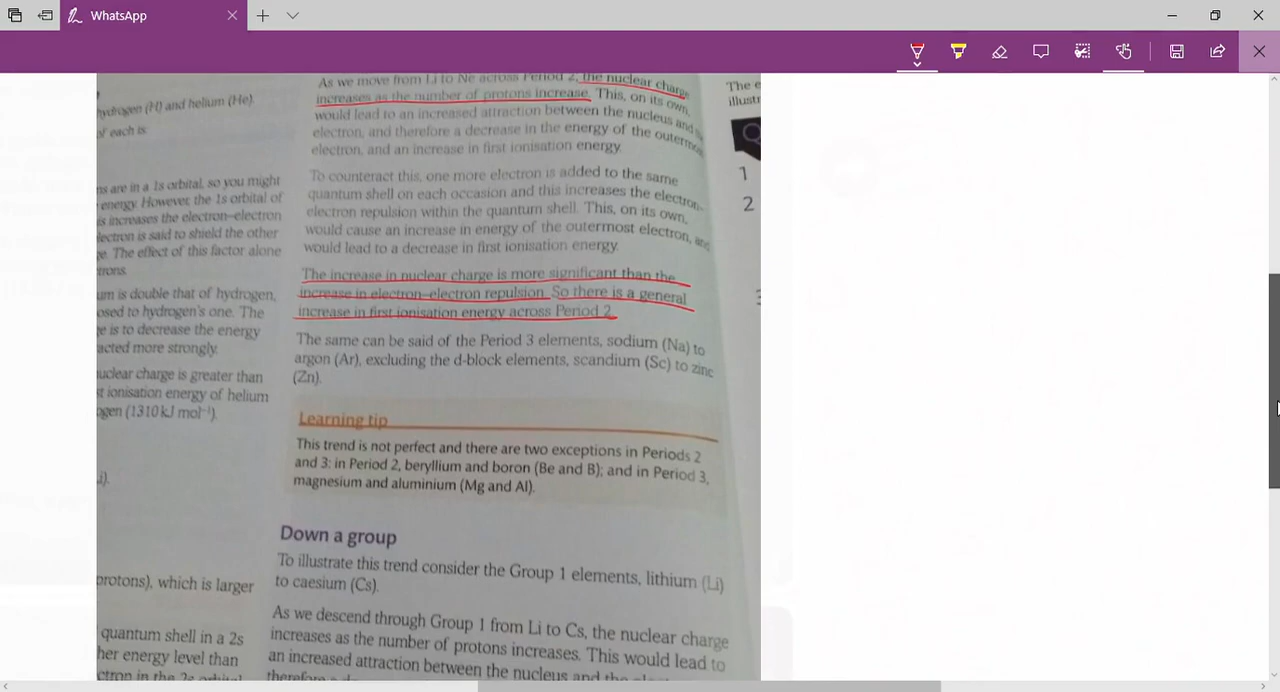 WhatsApp
As we move from Li to Ne across Period 2, the nuclear charge
increases as the number of protons increase. This, on its own,
would lead to an increased attraction between the nucleus and
electron, and therefore a decrease in the energy of the outermost
electron, and an increase in first ionisation energy.
To counteract this, one more electron is added to the same
quantum shell on each occasion and this increases the electron-
electron repulsion within the quantum shell. This, on its own,
would cause an increase in energy of the outermost electron, and
would lead to a decrease in first ionisation energy.
The increase in nuclear charge is more significant than the
increase in electron–electron repulsion. So there is a general
increase in first ionisation energy across Period 2.
The same can be said of the Period 3 elements, sodium (Na) to
argon (Ar), excluding the d-block elements, scandium (Sc) to zinc
(Zn).
Learning tip
This trend is not perfect and there are two exceptions in Periods 2
and 3: in Period 2, beryllium and boron (Be and B); and in Period 3,
magnesium and aluminium (Mg and Al).
Down a group
To illustrate this trend consider the Group 1 elements, lithium (Li)
to caesium (Cs).
As we descend through Group 1 from Li to Cs, the nuclear charge
increases as the number of protons increases. This would lead to
an increased attraction between the nucleus and the
hydrogen (H) and helium (He).
of each is
ns are in a 1s orbital, so you might
energy. However, the 1s orbital of
is increases the electron–electron
lectron is said to shield the other
ge. The effect of this factor alone
ctrons.
um is double that of hydrogen,
osed to hydrogen's one. The
ge is to decrease the energy
acted more strongly.
nuclear charge is greater than
st ionisation energy of helium
ogen (1310 kJ mol⁻¹).
i).
protons), which is larger
quantum shell in a 2s
her energy level than
ctron in the 2s orbital
The e
illustr
Q
1
2
3